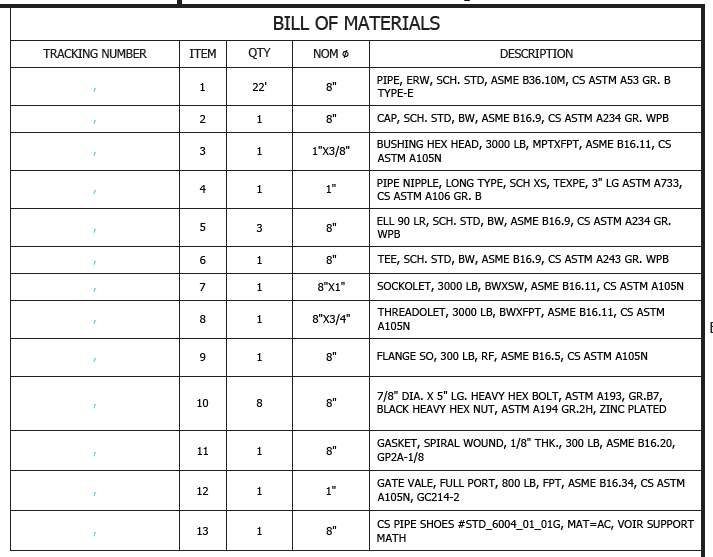 BILL OF MATERIALS
TRACKING NUMBER ITEM QTY NOM ø DESCRIPTION
, 1 22' 8" PIPE, ERW, SCH. STD, ASME B36.10M, CS ASTM A53 GR. B
TYPE-E
, 2 1 8" CAP, SCH. STD, BW, ASME B16.9, CS ASTM A234 GR. WPB
, 3 1 1"X3/8" BUSHING HEX HEAD, 3000 LB, MPTXFPT, ASME B16.11, CS
ASTM A105N
, 4 1 1" PIPE NIPPLE, LONG TYPE, SCH XS, TEXPE, 3" LG ASTM A733,
CS ASTM A106 GR. B
, 5 3 8" ELL 90 LR, SCH. STD, BW, ASME B16.9, CS ASTM A234 GR.
WPB
, 6 1 8" TEE, SCH. STD, BW, ASME B16.9, CS ASTM A243 GR. WPB
, 7 1 8"X1" SOCKOLET, 3000 LB, BWXSW, ASME B16.11, CS ASTM A105N
, 8 1 8"X3/4" THREADOLET, 3000 LB, BWXFPT, ASME B16.11, CS ASTM
A105N
, 9 1 8" FLANGE SO, 300 LB, RF, ASME B16.5, CS ASTM A105N
, 10 8 8" 7/8" DIA. X 5" LG. HEAVY HEX BOLT, ASTM A193, GR.B7,
BLACK HEAVY HEX NUT, ASTM A194 GR.2H, ZINC PLATED
, 11 1 8" GASKET, SPIRAL WOUND, 1/8" THK., 300 LB, ASME B16.20,
GP2A-1/8
, 12 1 1" GATE VALE, FULL PORT, 800 LB, FPT, ASME B16.34, CS ASTM
A105N, GC214-2
, 13 1 8" CS PIPE SHOES #STD_6004_01_01G, MAT=AC, VOIR SUPPORT
MATH